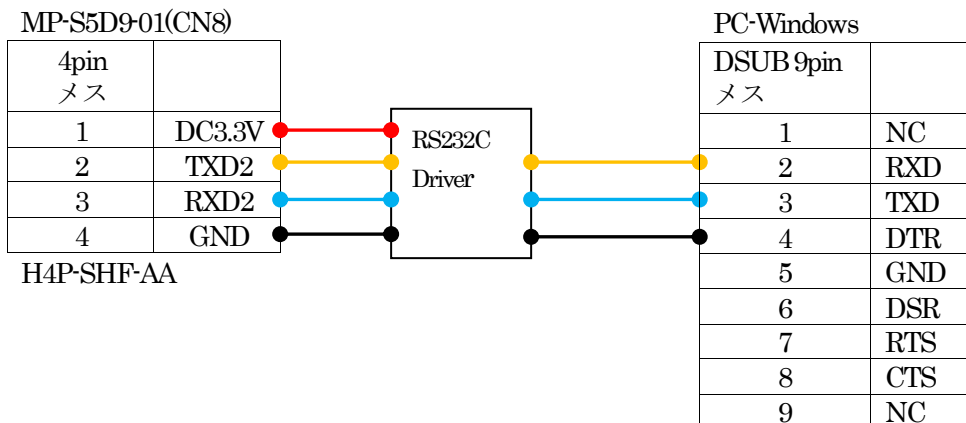 MP-S5D9-01(CN8)
4pin
メス
1 DC3.3V
2 TXD2
3 RXD2
4 GND
H4P-SHF-AA
RS232C
Driver
PC-Windows
DSUB 9pin
メス
1 NC
2 RXD
3 TXD
4 DTR
5 GND
6 DSR
7 RTS
8 CTS
9 NC